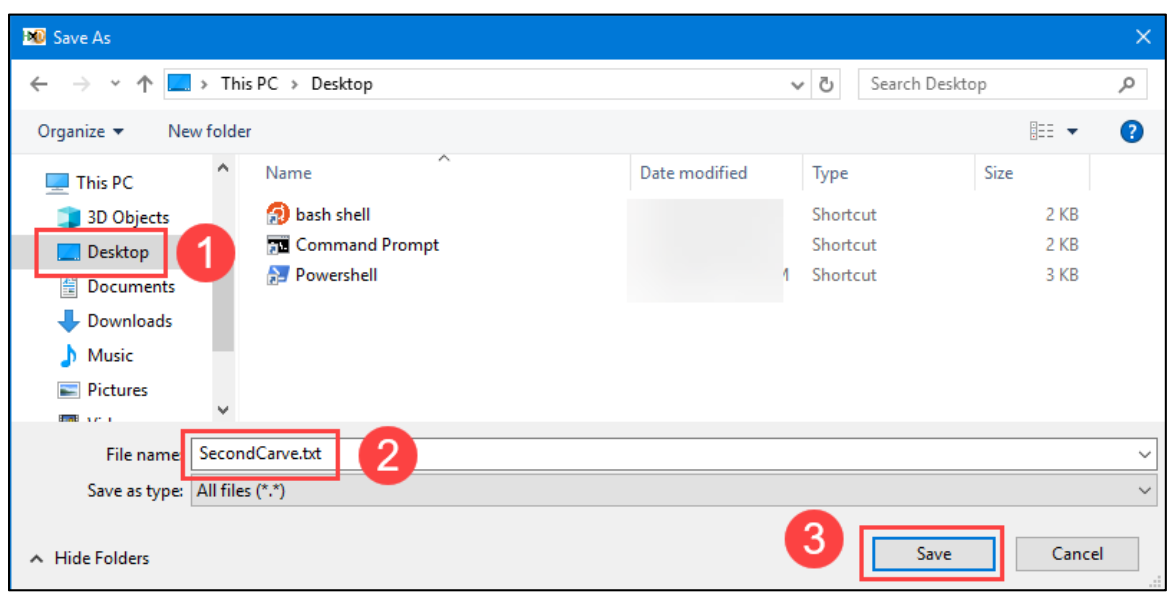 Save As
This PC > Desktop
Search Desktop
Organize
New folder
?
Name
Date modified
Type
Size
This PC
3D Objects
Desktop
1
Documents
Downloads
Music
Pictures
bash shell
Shortcut
2 KB
Command Prompt
Shortcut
2 KB
Powershell
M
Shortcut
3 KB
File name:
SecondCarve.txt
2
Save as type:
All files (*.*)
3
Hide Folders
Save
Cancel